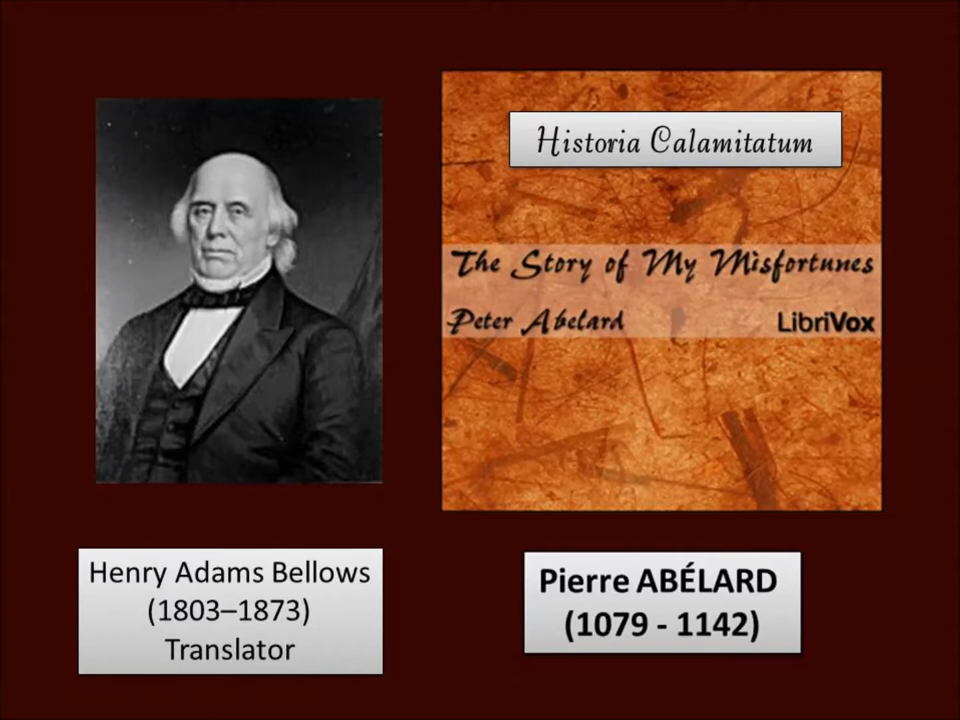 Historia Calamitatum
The Story of My Misfortunes
Peter Abelard LibriVox
Henry Adams Bellows
(1803–1873)
Translator
Pierre ABÉLARD
(1079 - 1142)